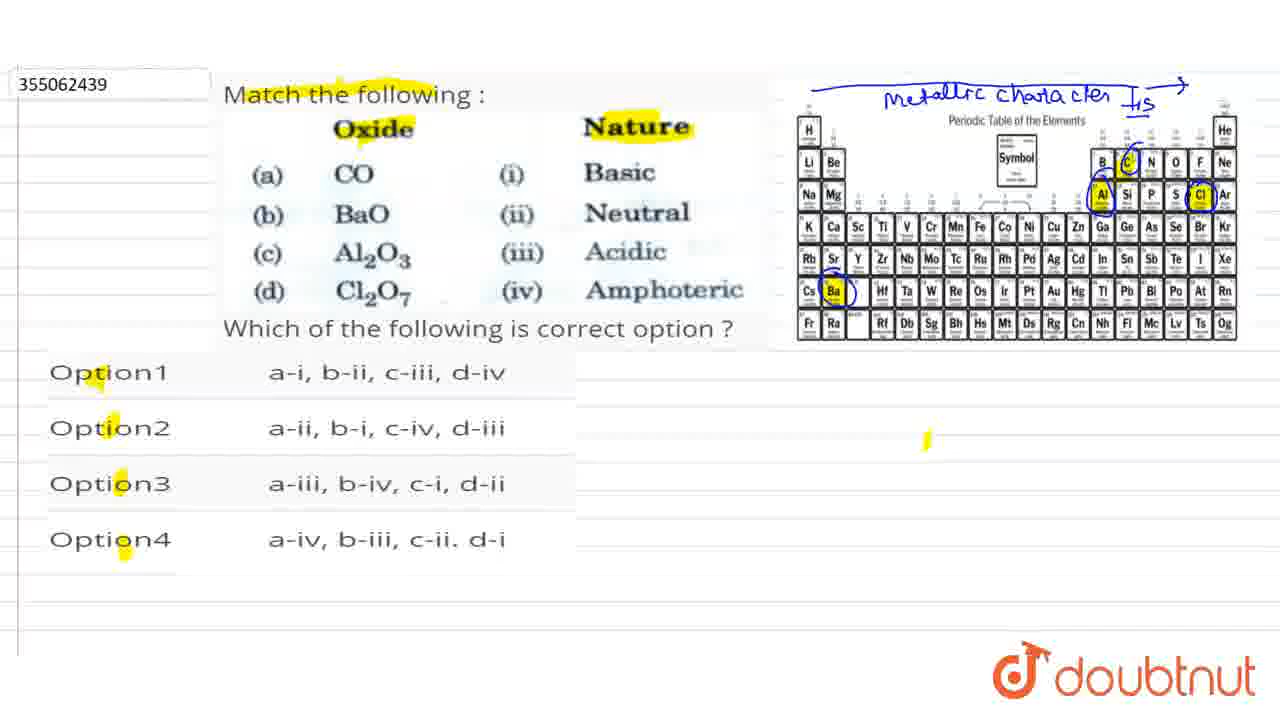 355062439
Match the following :
Oxide Nature
(a) CO (i) Basic
(b) BaO (ii) Neutral
(c) Al₂O₃ (iii) Acidic
(d) Cl₂O₇ (iv) Amphoteric
Which of the following is correct option ?
Option1 a-i, b-ii, c-iii, d-iv
Option2 a-ii, b-i, c-iv, d-iii
Option3 a-iii, b-iv, c-i, d-ii
Option4 a-iv, b-iii, c-ii. d-i
Metallic character
Periodic Table of the Elements
Symbol
H He
Li Be B C N O F Ne
Na Mg Al Si P S Cl Ar
K Ca Sc Ti V Cr Mn Fe Co Ni Cu Zn Ga Ge As Se Br Kr
Rb Sr Y Zr Nb Mo Tc Ru Rh Pd Ag Cd In Sn Sb Te I Xe
Cs Ba Hf Ta W Re Os Ir Pt Au Hg Tl Pb Bi Po At Rn
Fr Ra Rf Db Sg Bh Hs Mt Ds Rg Cn Nh Fl Mc Lv Ts Og
doubtnut